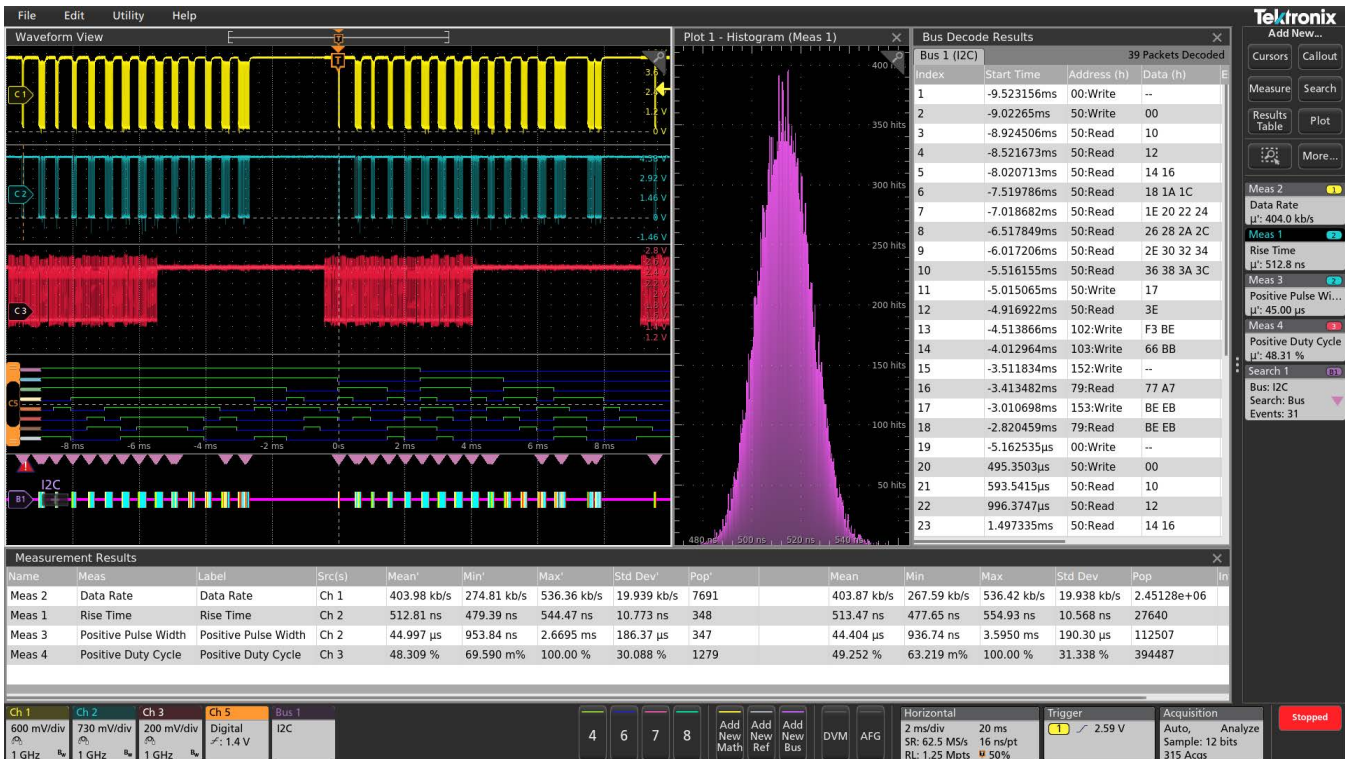 File Edit Utility Help
Tektronix
Waveform View
Plot 1 - Histogram (Meas 1)
Bus Decode Results
Add New...
Cursors Callout
Measure Search
Results Table Plot
More...
T
T
C 1
3.6
2.4
1.2 V
0 V
C 2
2.92 V
1.46 V
0 V
-1.46 V
C 3
1.2 V
C5
-8 ms -6 ms -4 ms -2 ms 0 s 2 ms 4 ms 6 ms 8 ms
I2C
B1
350 hits
300 hits
250 hits
200 hits
150 hits
100 hits
50 hits
480 ns 500 ns 520 ns 540 ns
Bus 1 (I2C) 39 Packets Decoded
Index Start Time Address (h) Data (h) E
1 -9.523156ms 00:Write --
2 -9.02265ms 50:Write 00
3 -8.924506ms 50:Read 10
4 -8.521673ms 50:Read 12
5 -8.020713ms 50:Read 14 16
6 -7.519786ms 50:Read 18 1A 1C
7 -7.018682ms 50:Read 1E 20 22 24
8 -6.517849ms 50:Read 26 28 2A 2C
9 -6.017206ms 50:Read 2E 30 32 34
10 -5.516155ms 50:Read 36 38 3A 3C
11 -5.015065ms 50:Write 17
12 -4.916922ms 50:Read 3E
13 -4.513866ms 102:Write F3 BE
14 -4.012964ms 103:Write 66 BB
15 -3.511834ms 152:Write --
16 -3.413482ms 79:Read 77 A7
17 -3.010698ms 153:Write BE EB
18 -2.820459ms 79:Read BE EB
19 -5.162535µs 00:Write --
20 495.3503µs 50:Write 00
21 593.5415µs 50:Read 10
22 996.3747µs 50:Read 12
23 1.497335ms 50:Read 14 16
Meas 2 1
Data Rate
µ': 404.0 kb/s
Meas 1 2
Rise Time
µ': 512.8 ns
Meas 3 2
Positive Pulse Wi...
µ': 45.00 µs
Meas 4 3
Positive Duty Cycle
µ': 48.31 %
Search 1 B1
Bus: I2C
Search: Bus
Events: 31
Measurement Results
Name Meas Label Src(s) Mean' Min' Max' Std Dev' Pop' Mean Min Max Std Dev Pop In
Meas 2 Data Rate Data Rate Ch 1 403.98 kb/s 274.81 kb/s 536.36 kb/s 19.939 kb/s 7691 403.87 kb/s 267.59 kb/s 536.42 kb/s 19.938 kb/s 2.45128e+06
Meas 1 Rise Time Rise Time Ch 2 512.81 ns 479.39 ns 544.47 ns 10.773 ns 348 513.47 ns 477.65 ns 554.93 ns 10.568 ns 27640
Meas 3 Positive Pulse Width Positive Pulse Width Ch 2 44.997 µs 953.84 ns 2.6695 ms 186.37 µs 347 44.404 µs 936.74 ns 3.5950 ms 190.30 µs 112507
Meas 4 Positive Duty Cycle Positive Duty Cycle Ch 3 48.309 % 69.590 m% 100.00 % 30.088 % 1279 49.252 % 63.219 m% 100.00 % 31.338 % 394487
Ch 1
600 mV/div
1 GHz Bw
Ch 2
730 mV/div
1 GHz Bw
Ch 3
200 mV/div
1 GHz Bw
Ch 5
Digital
: 1.4 V
Bus 1
I2C
4 6 7 8
Add New Math
Add New Ref
Add New Bus
DVM AFG
Horizontal
2 ms/div 20 ms
SR: 62.5 MS/s 16 ns/pt
RL: 1.25 Mpts 50%
Trigger
1 2.59 V
Acquisition
Auto, Analyze
Sample: 12 bits
315 Acqs
Stopped